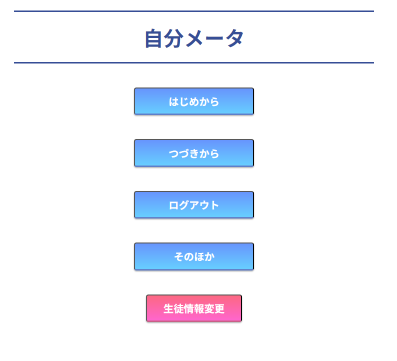 自分メータ
はじめから
つづきから
ログアウト
そのほか
生徒情報変更